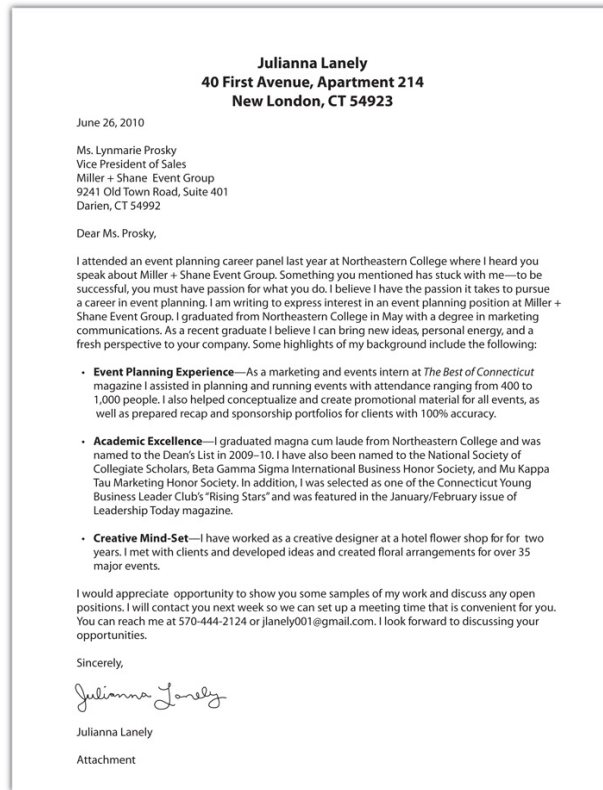 Julianna Lanely
40 First Avenue, Apartment 214
New London, CT 54923
June 26, 2010
Ms. Lynmarie Prosky
Vice President of Sales
Miller + Shane Event Group
9241 Old Town Road, Suite 401
Darien, CT 54992
Dear Ms. Prosky,
I attended an event planning career panel last year at Northeastern College where I heard you
speak about Miller + Shane Event Group. Something you mentioned has stuck with me—to be
successful, you must have passion for what you do. I believe I have the passion it takes to pursue
a career in event planning. I am writing to express interest in an event planning position at Miller +
Shane Event Group. I graduated from Northeastern College in May with a degree in marketing
communications. As a recent graduate I believe I can bring new ideas, personal energy, and a
fresh perspective to your company. Some highlights of my background include the following:
• Event Planning Experience—As a marketing and events intern at The Best of Connecticut
magazine I assisted in planning and running events with attendance ranging from 400 to
1,000 people. I also helped conceptualize and create promotional material for all events, as
well as prepared recap and sponsorship portfolios for clients with 100% accuracy.
• Academic Excellence—I graduated magna cum laude from Northeastern College and was
named to the Dean's List in 2009–10. I have also been named to the National Society of
Collegiate Scholars, Beta Gamma Sigma International Business Honor Society, and Mu Kappa
Tau Marketing Honor Society. In addition, I was selected as one of the Connecticut Young
Business Leader Club's "Rising Stars" and was featured in the January/February issue of
Leadership Today magazine.
• Creative Mind-Set—I have worked as a creative designer at a hotel flower shop for for two
years. I met with clients and developed ideas and created floral arrangements for over 35
major events.
I would appreciate opportunity to show you some samples of my work and discuss any open
positions. I will contact you next week so we can set up a meeting time that is convenient for you.
You can reach me at 570-444-2124 or jlanely001@gmail.com. I look forward to discussing your
opportunities.
Sincerely,
Julianna Lanely
Julianna Lanely
Attachment